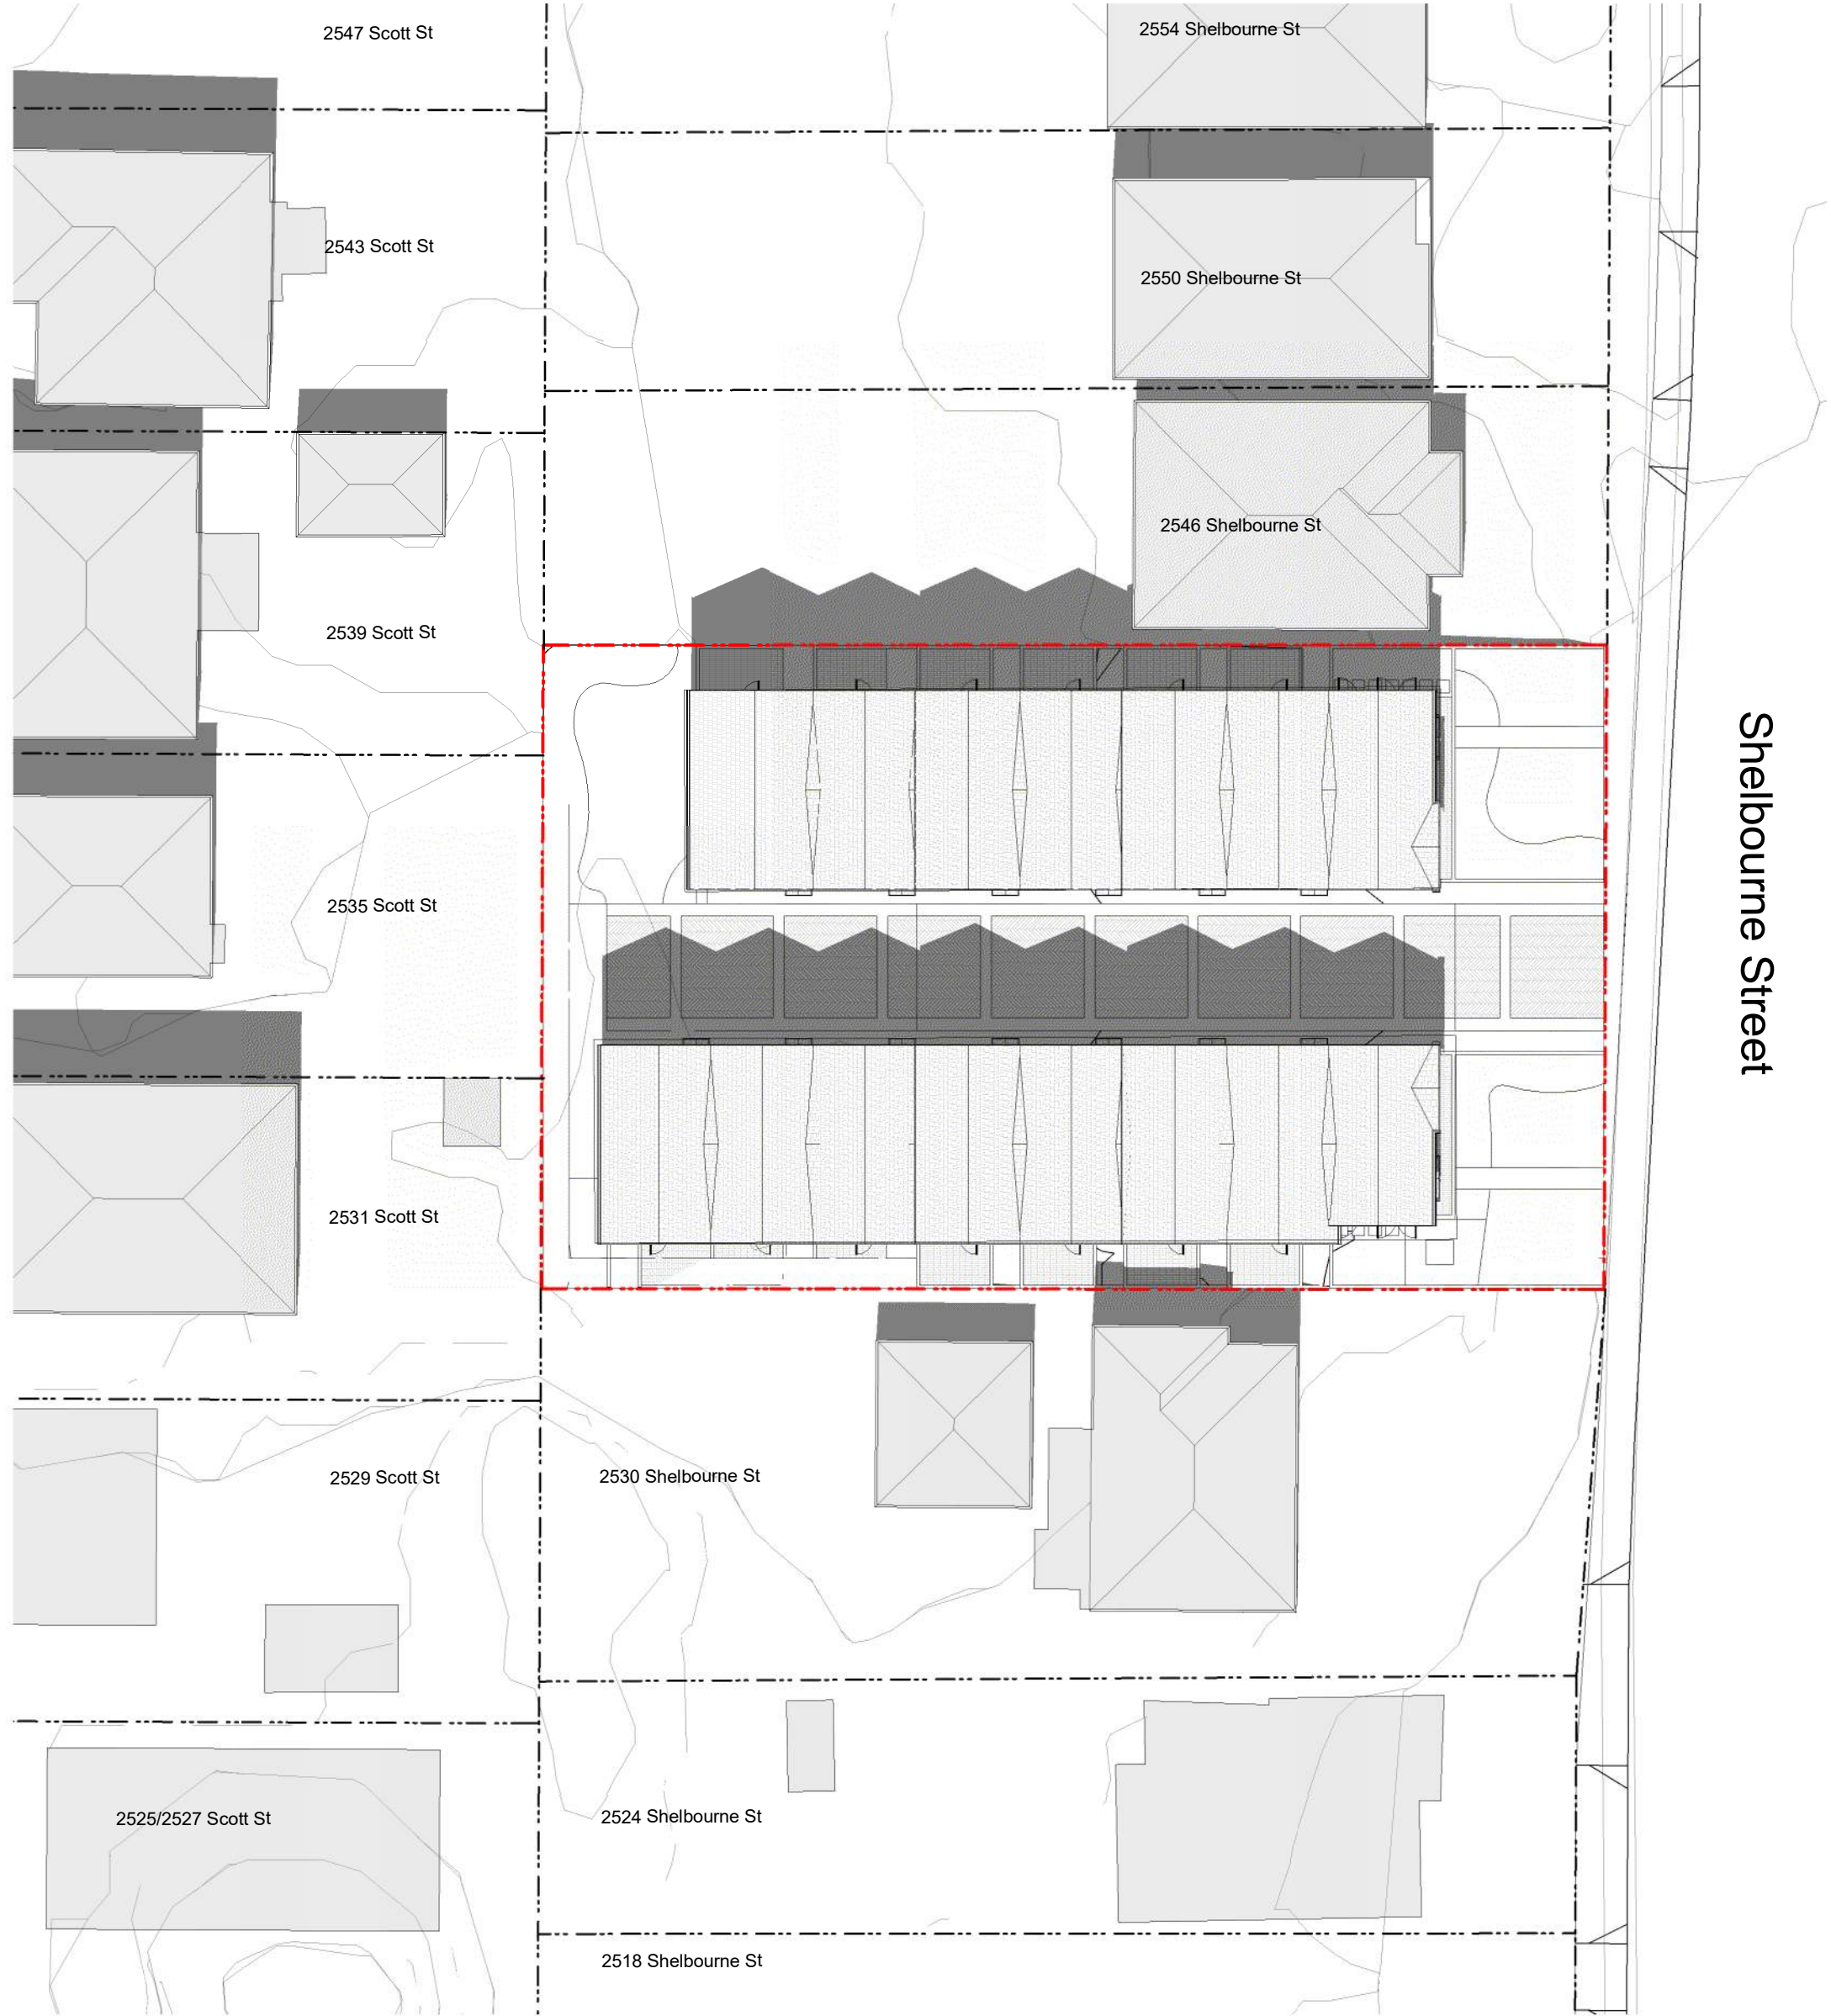 2547 Scott St
2554 Shelbourne St
2543 Scott St
2550 Shelbourne St
2546 Shelbourne St
2539 Scott St
Shelbourne Street
2535 Scott St
2531 Scott St
2529 Scott St
2530 Shelbourne St
2525/2527 Scott St
2524 Shelbourne St
2518 Shelbourne St